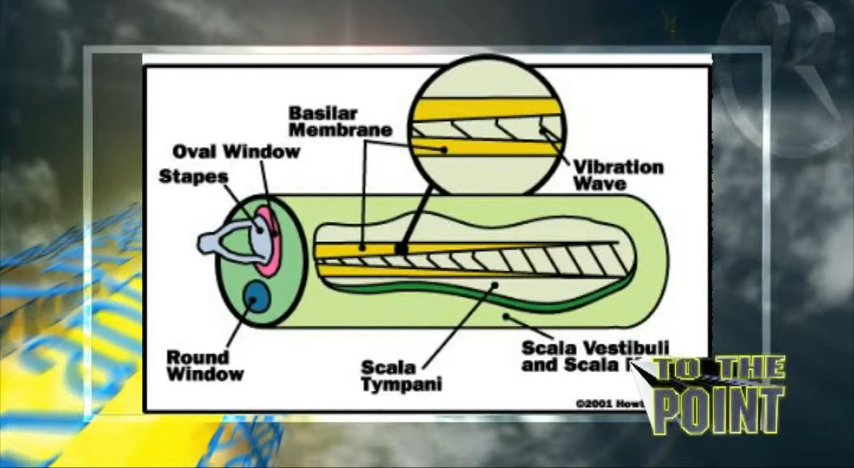 Basilar
Membrane
Oval Window
Stapes
Vibration
Wave
Round
Window
Scala
Tympani
Scala Vestibuli
and Scala
©2001
TO THE
POINT